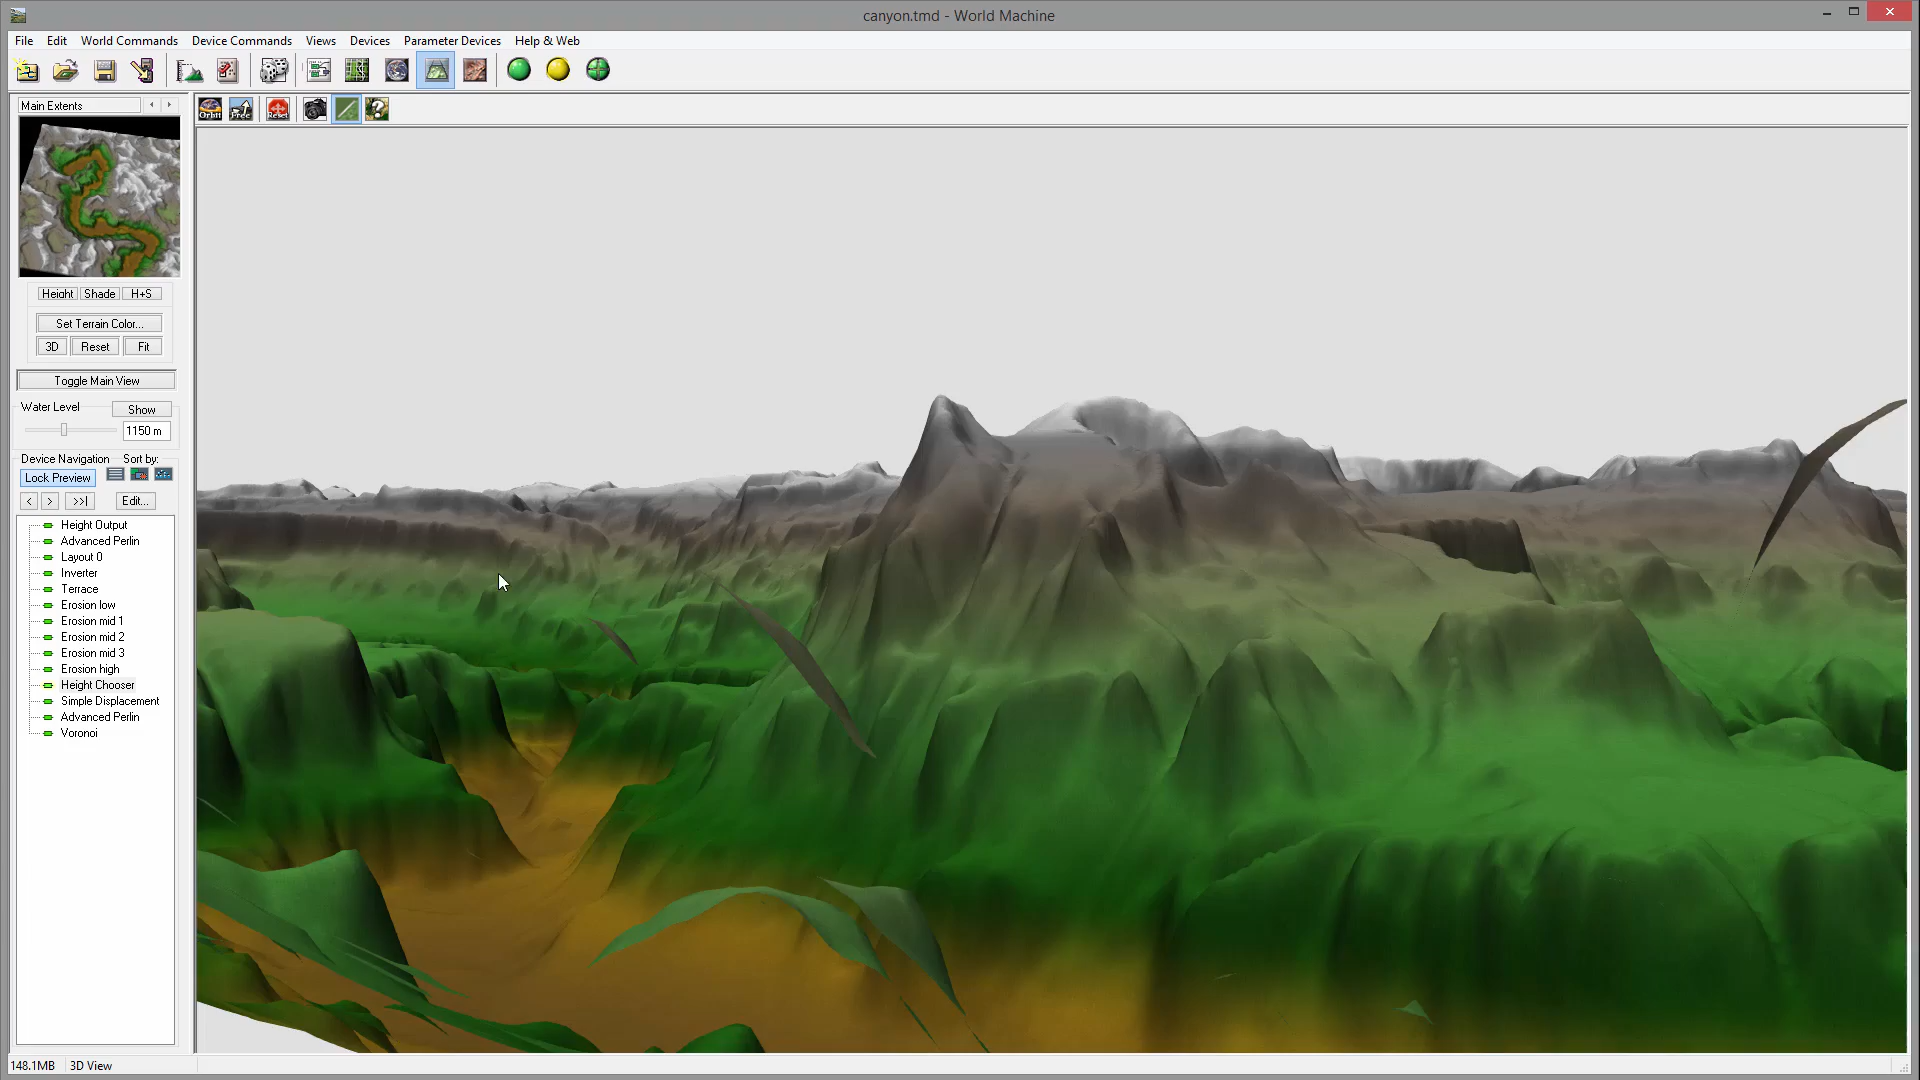 canyon.tmd - World Machine
File Edit World Commands Device Commands Views Devices Parameter Devices Help & Web
Main Extents
Orbit Free Reset
Height Shade H+S
Set Terrain Color...
3D Reset Fit
Toggle Main View
Water Level Show
1150 m
Device Navigation Sort by:
Lock Preview
< > >>| Edit...
Height Output
Advanced Perlin
Layout 0
Inverter
Terrace
Erosion low
Erosion mid 1
Erosion mid 2
Erosion mid 3
Erosion high
Height Chooser
Simple Displacement
Advanced Perlin
Voronoi
148.1MB 3D View